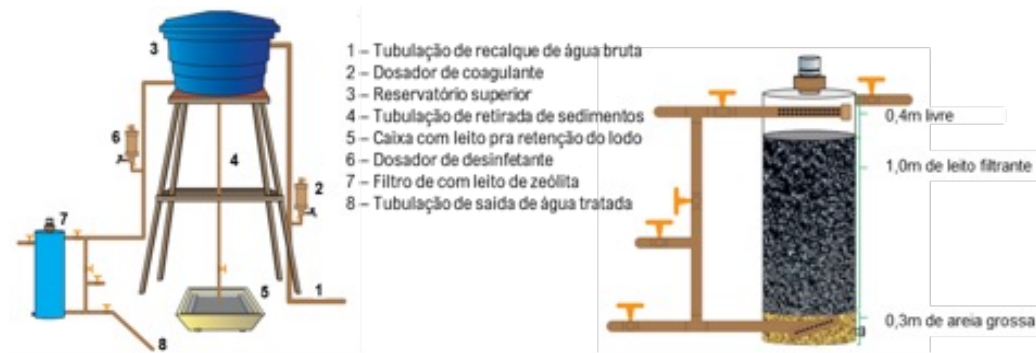 1 – Tubulação de recalque de água bruta
2 – Dosador de coagulante
3 – Reservatório superior
4 – Tubulação de retirada de sedimentos
5 – Caixa com leito pra retenção do lodo
6 – Dosador de desinfetante
7 – Filtro de com leito de zeólita
8 – Tubulação de saida de água tratada
3
6
4
2
7
5
1
8
0,4m livre
1,0m de leito filtrante
0,3m de areia grossa